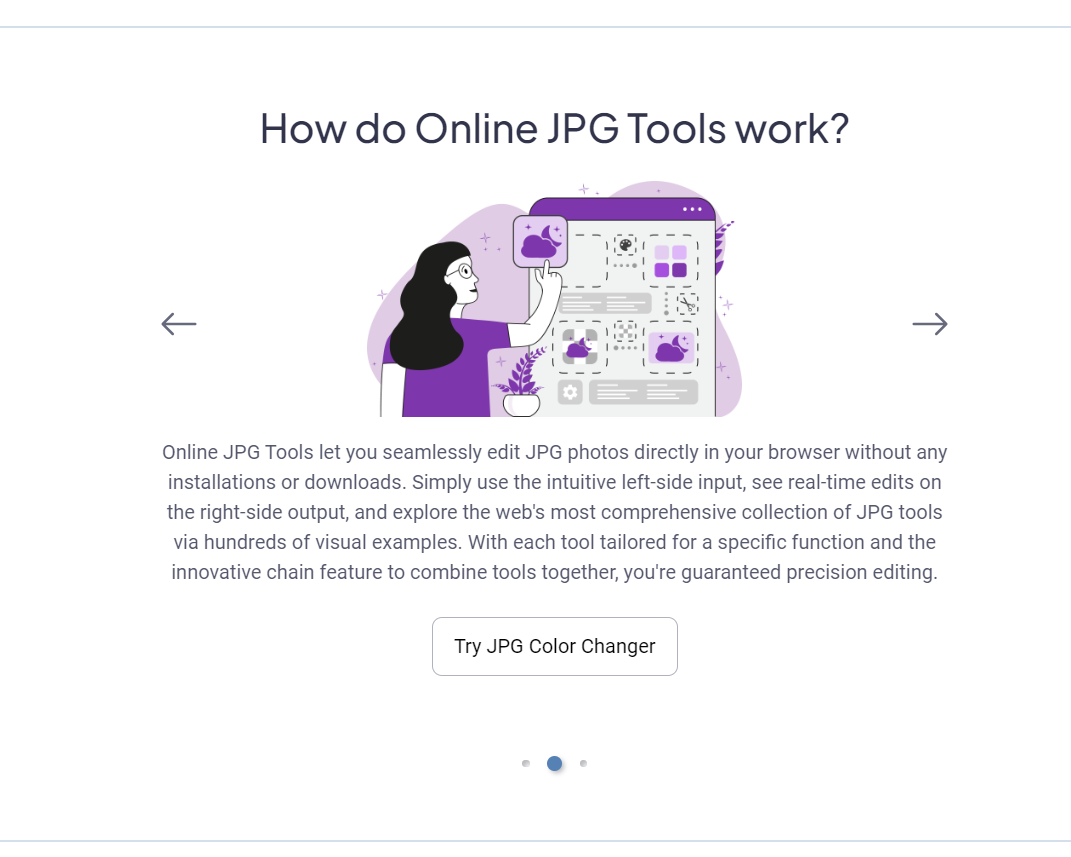 How do Online JPG Tools work?
Online JPG Tools let you seamlessly edit JPG photos directly in your browser without any
installations or downloads. Simply use the intuitive left-side input, see real-time edits on
the right-side output, and explore the web's most comprehensive collection of JPG tools
via hundreds of visual examples. With each tool tailored for a specific function and the
innovative chain feature to combine tools together, you're guaranteed precision editing.
Try JPG Color Changer